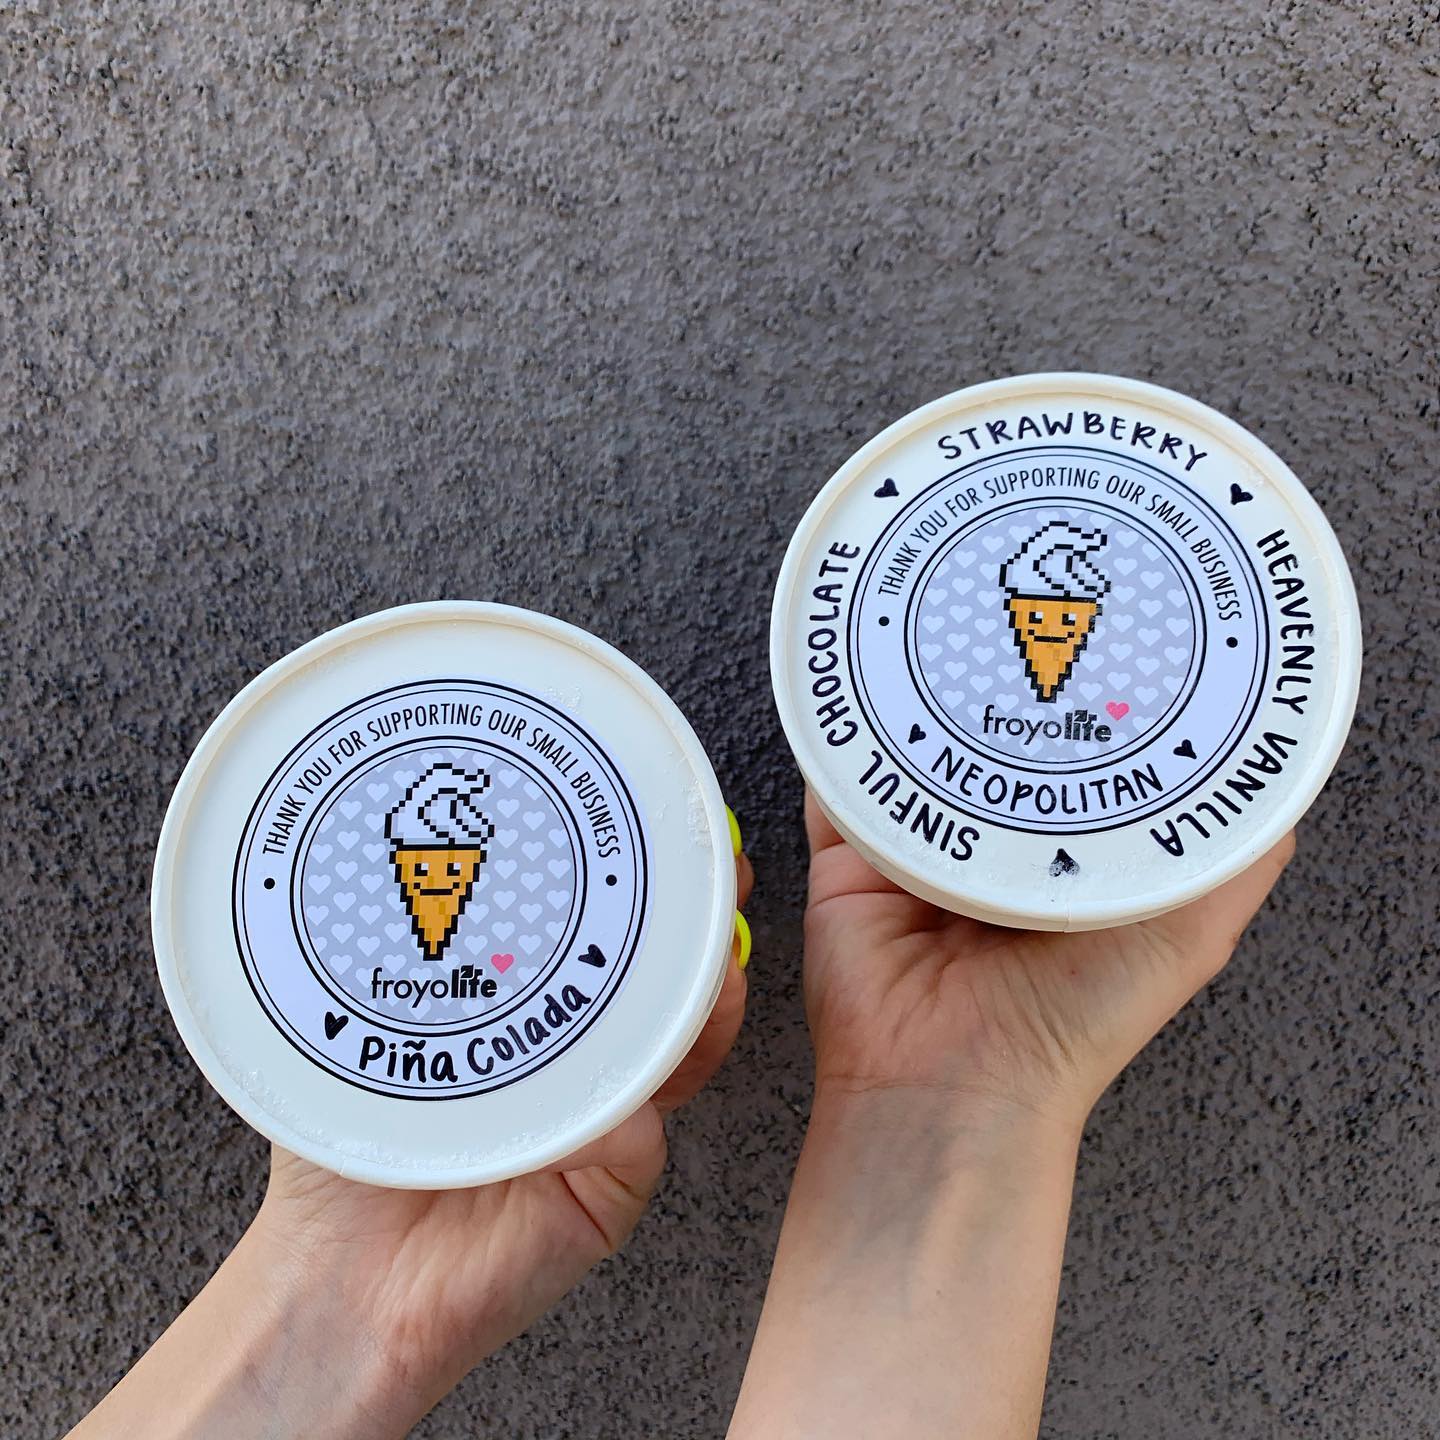 THANK YOU FOR SUPPORTING OUR SMALL BUSINESS
froyolife
Piña Colada
STRAWBERRY
HEAVENLY VANILLA
SINFUL CHOCOLATE
THANK YOU FOR SUPPORTING OUR SMALL BUSINESS
froyolife
NEOPOLITAN